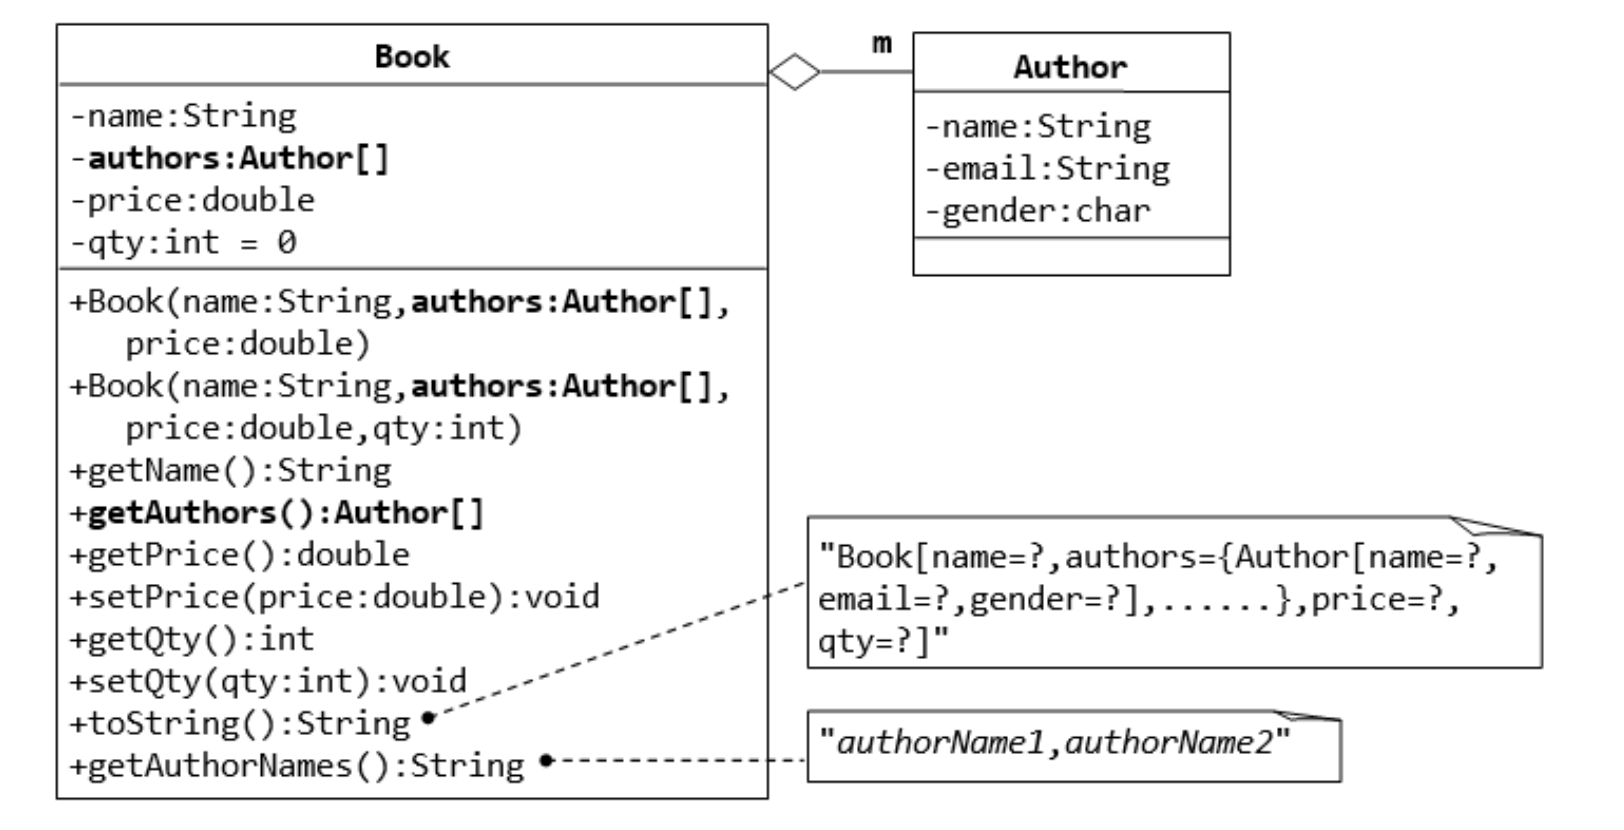 Book
-name:String
-authors:Author[]
-price:double
-qty:int = 0
+Book(name:String,authors:Author[],
price:double)
+Book(name:String,authors:Author[],
price:double,qty:int)
+getName():String
+getAuthors():Author[]
+getPrice():double
+setPrice(price:double):void
+getQty():int
+setQty(qty:int):void
+toString():String
+getAuthorNames():String
m
Author
-name:String
-email:String
-gender:char
"Book[name=?,authors={Author[name=?,
email=?,gender=?],......},price=?,
qty=?]"
"authorName1,authorName2"